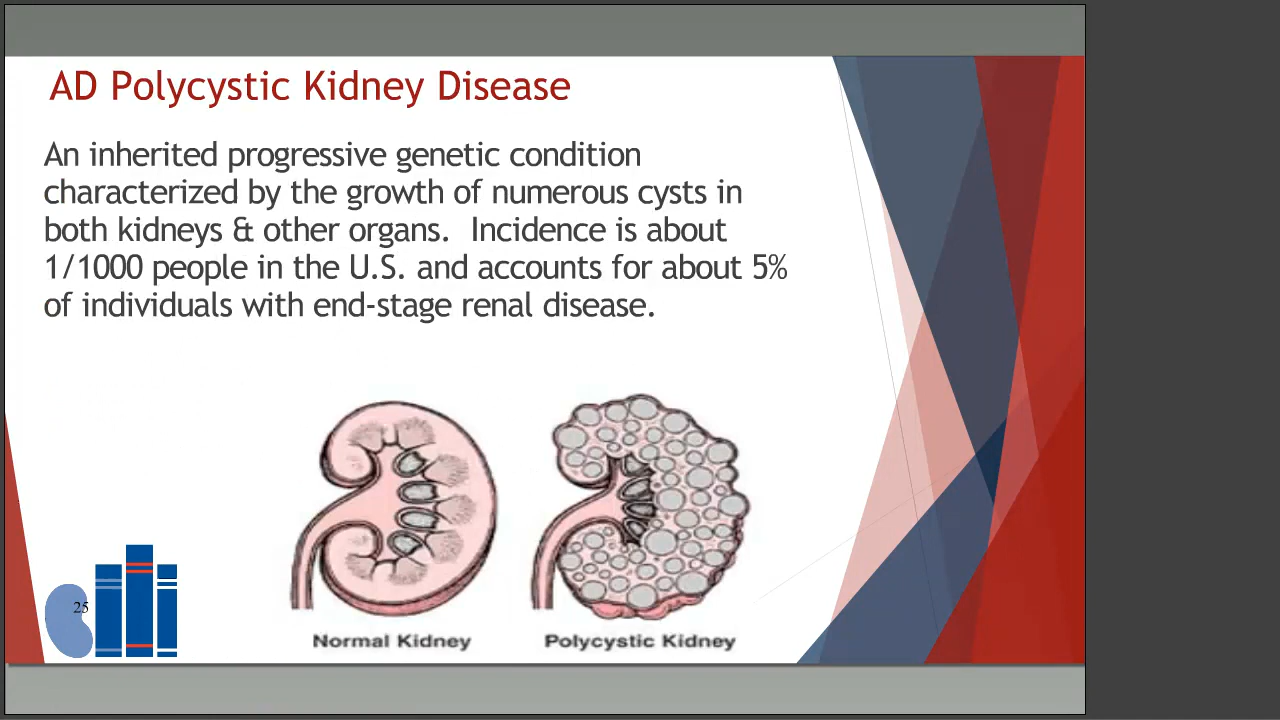 AD Polycystic Kidney Disease
An inherited progressive genetic condition
characterized by the growth of numerous cysts in
both kidneys & other organs.  Incidence is about
1/1000 people in the U.S. and accounts for about 5%
of individuals with end-stage renal disease.
25
Normal Kidney
Polycystic Kidney